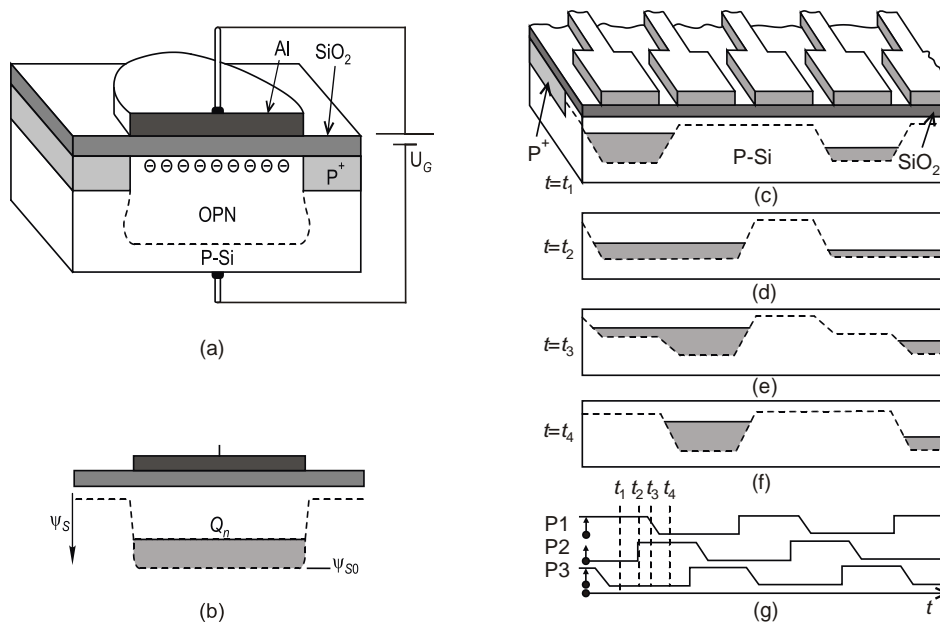 Al
SiO2
UG
P+
OPN
P-Si
(a)
ΨS
Qn
ΨS0
(b)
P+
P-Si
SiO2
t=t1
(c)
t=t2
(d)
t=t3
(e)
t=t4
(f)
t1 t2 t3 t4
P1
P2
P3
t
(g)